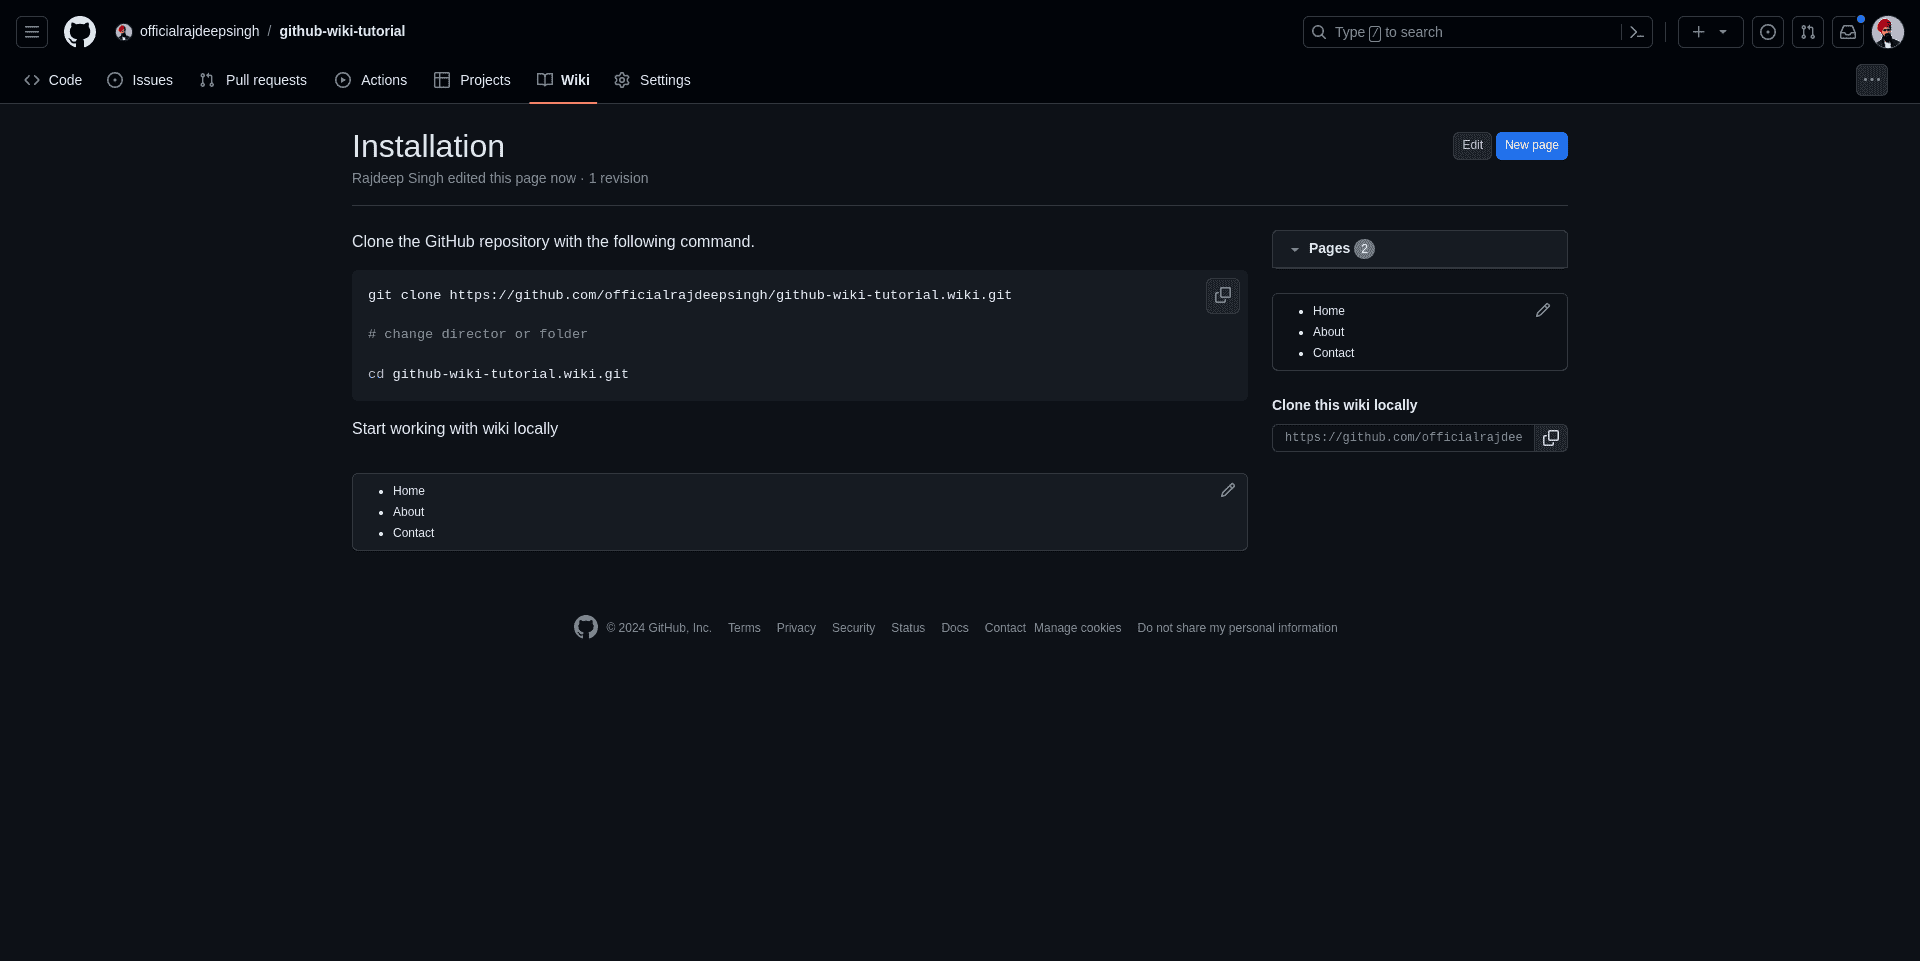 officialrajdeepsingh / github-wiki-tutorial
Type / to search
Code Issues Pull requests Actions Projects Wiki Settings
Installation
Edit New page
Rajdeep Singh edited this page now · 1 revision
Clone the GitHub repository with the following command.
git clone https://github.com/officialrajdeepsingh/github-wiki-tutorial.wiki.git
# change director or folder
cd github-wiki-tutorial.wiki.git
Start working with wiki locally
Home
About
Contact
Pages 2
Home
About
Contact
Clone this wiki locally
https://github.com/officialrajdee
© 2024 GitHub, Inc. Terms Privacy Security Status Docs Contact Manage cookies Do not share my personal information